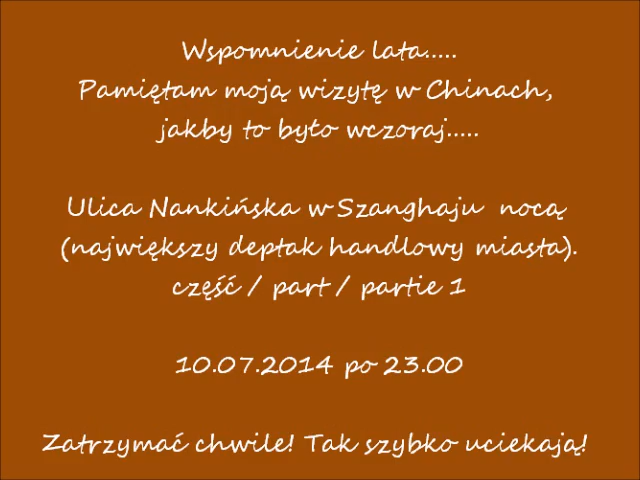 Wspomnienie lata.....
Pamiętam moją wizytę w Chinach,
jakby to było wczoraj.....
Ulica Nankińska w Szanghaju nocą
(największy deptak handlowy miasta).
część / part / partie 1
10.07.2014 po 23.00
Zatrzymać chwile! Tak szybko uciekają!